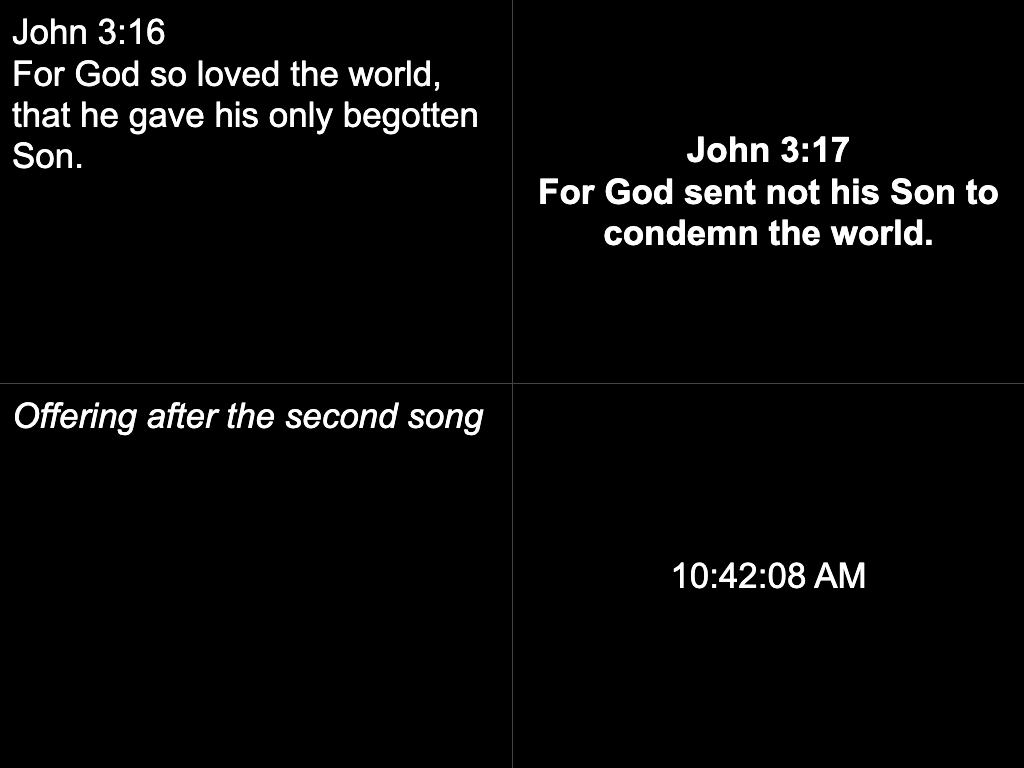 John 3:16
For God so loved the world,
that he gave his only begotten
Son.
John 3:17
For God sent not his Son to
condemn the world.
Offering after the second song
10:42:08 AM